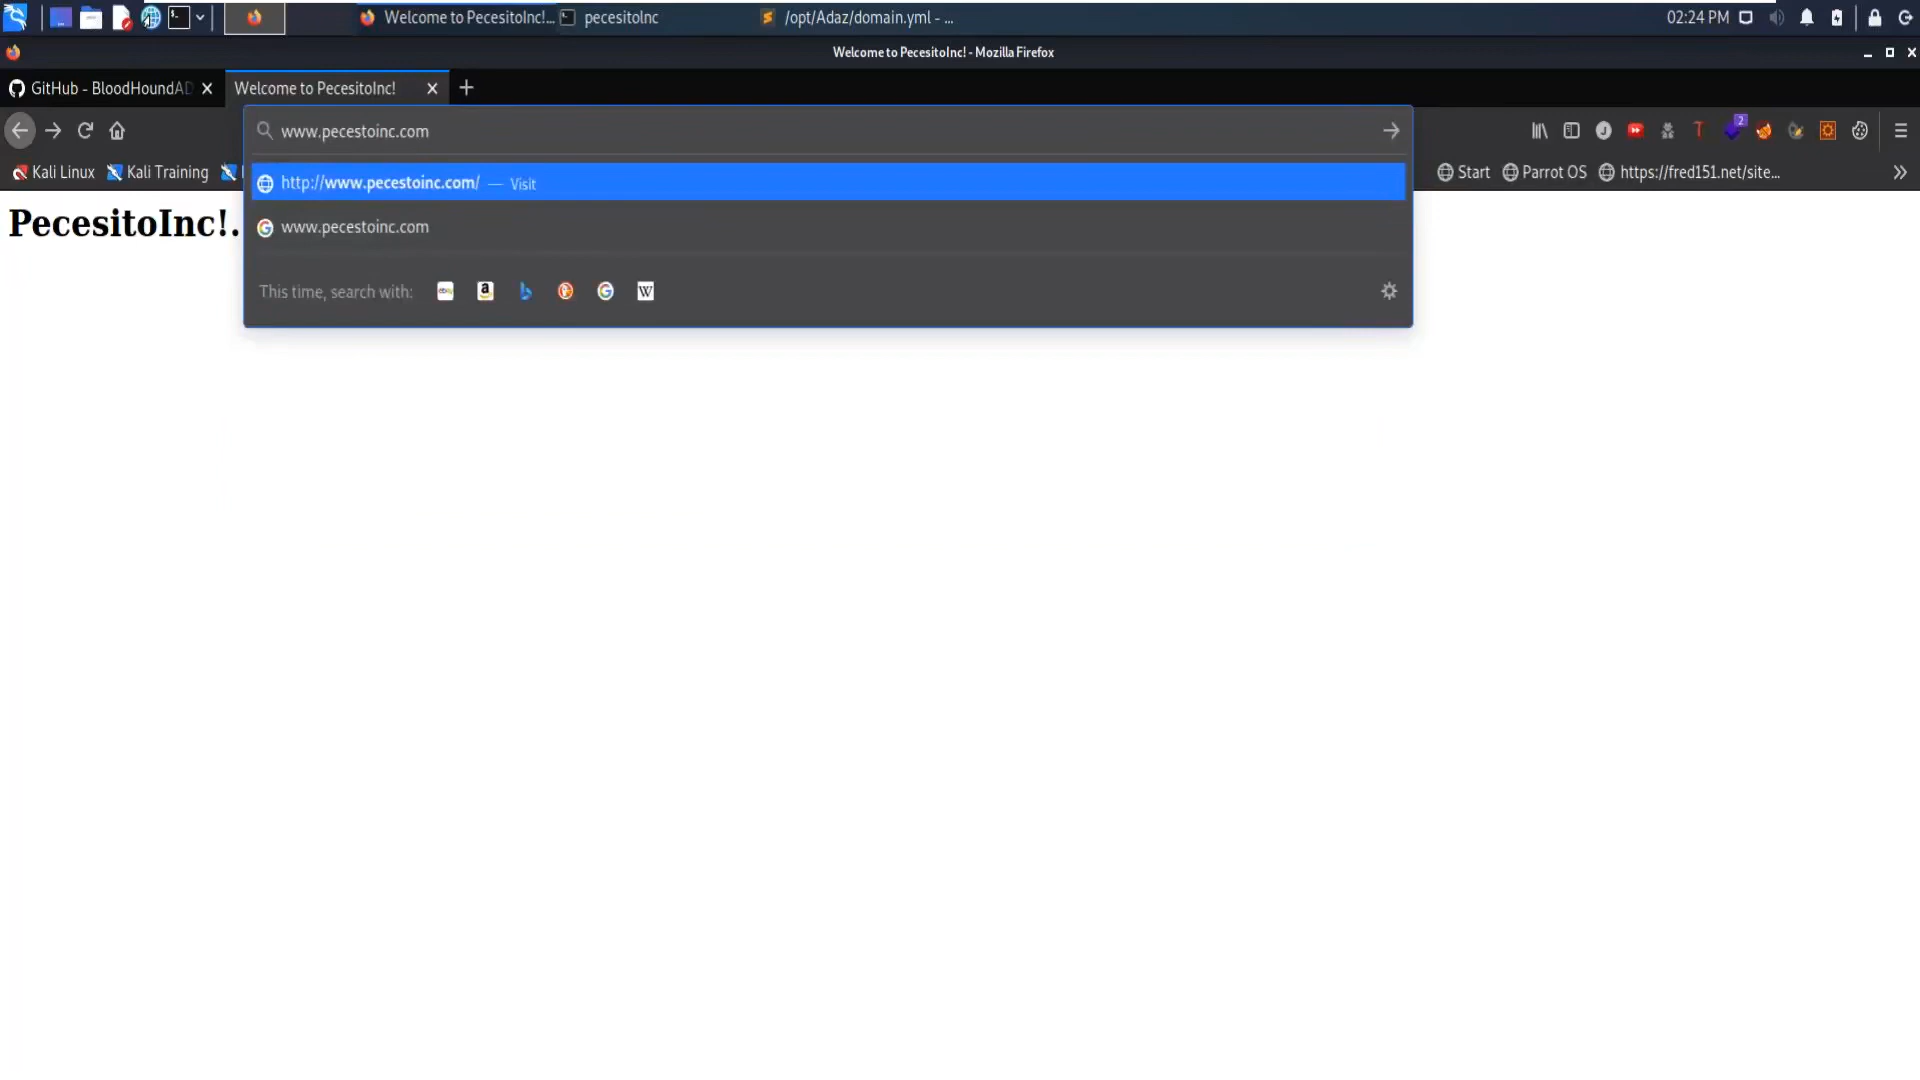 Welcome to PecesitoInc!...
pecesitoInc
/opt/Adaz/domain.yml - ...
02:24 PM
Welcome to PecesitoInc! - Mozilla Firefox
GitHub - BloodHoundAD
Welcome to PecesitoInc!
www.pecestoinc.com
2
Kali Linux
Kali Training
http://www.pecestoinc.com/ — Visit
Start
Parrot OS
https://fred151.net/site...
PecesitoInc!.
www.pecestoinc.com
This time, search with: